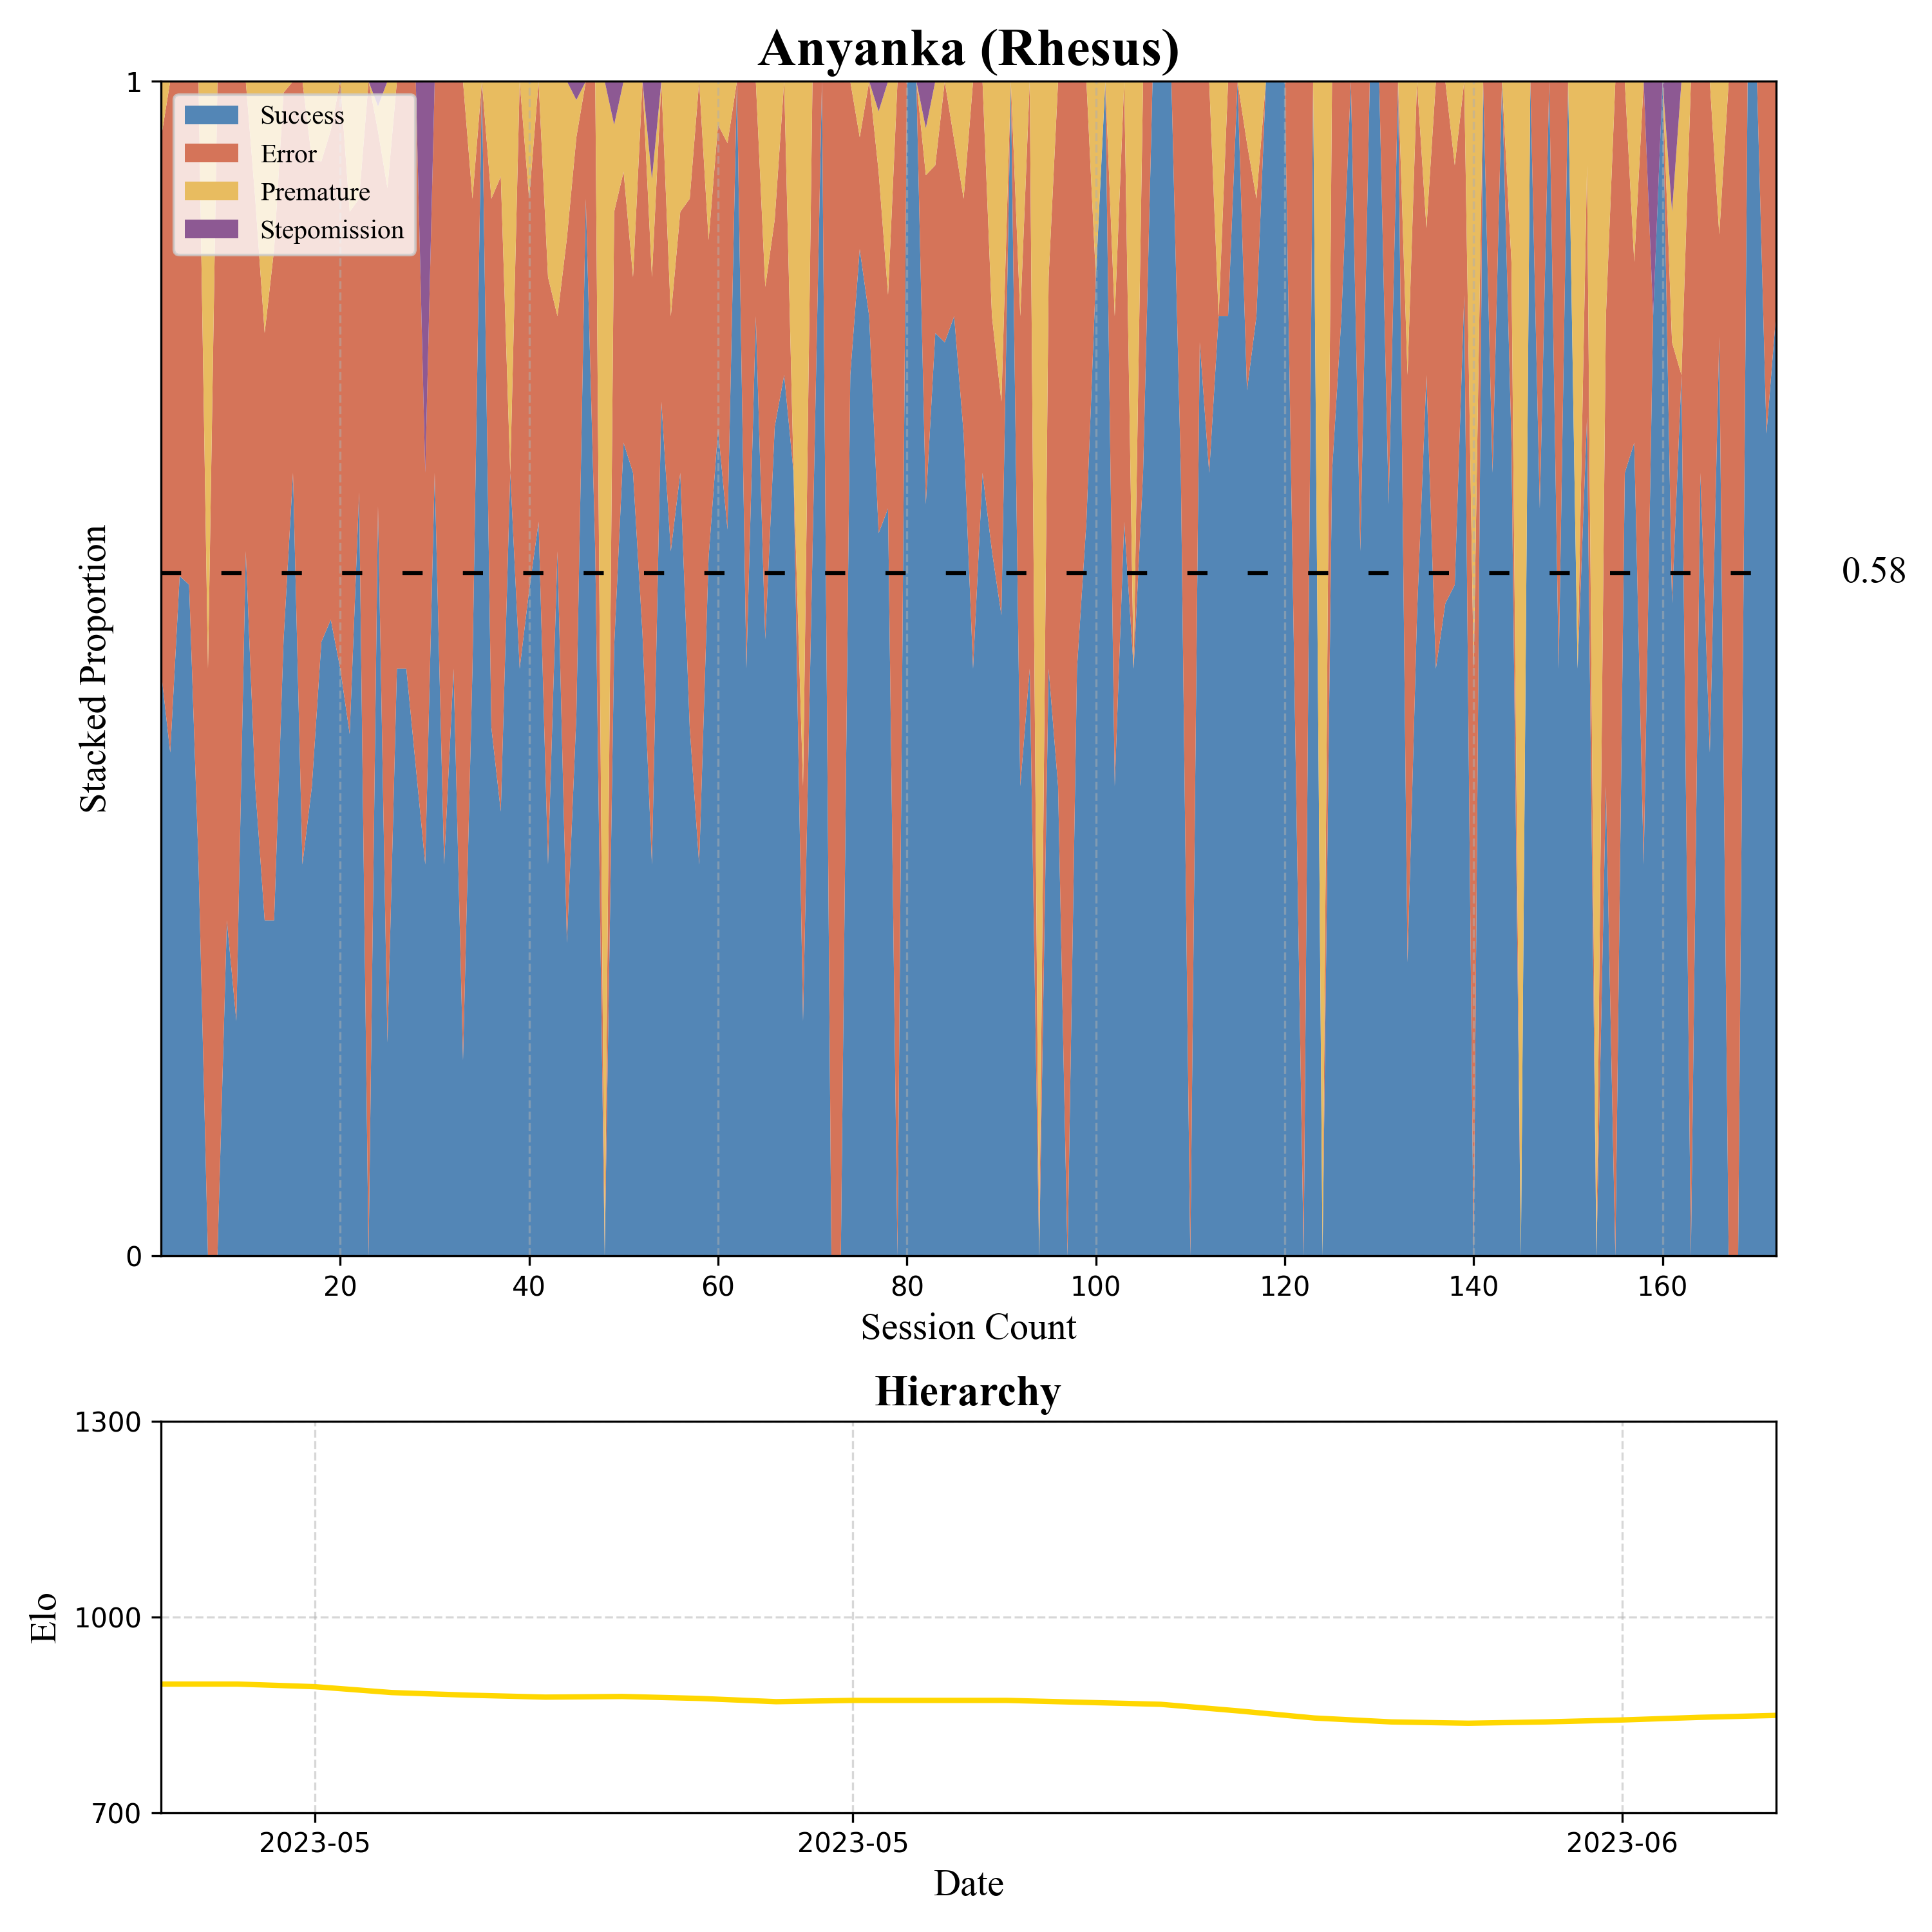 Anyanka (Rhesus)
1
Success
Error
Premature
Stepomission
Stacked Proportion
0.58
0
20 40 60 80 100 120 140 160
Session Count
Hierarchy
1300
1000
700
Elo
2023-05 2023-05 2023-06
Date